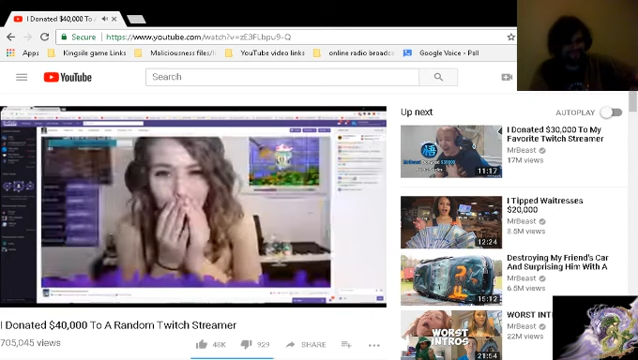 I Donated $40,000 To A
Secure
https://www.youtube.com/watch?v=zE3FLbpu9-Q
Apps
Kingsile game Links
Maliciousness files/l
YouTube video links
online radio broadc
Google Voice - Pall
YouTube
Search
Up next
AUTOPLAY
I Donated $30,000 To My
Favorite Twitch Streamer
MrBeast
17M views
11:17
I Tipped Waitresses
$20,000
MrBeast
12:24
Destroying My Friend's Car
And Surprising Him With A
MrBeast
6.5M views
15:12
WORST INT
MrBeast
22M views
WORST
INTROS
21:54
I Donated $40,000 To A Random Twitch Streamer
705,045 views
48K
929
SHARE